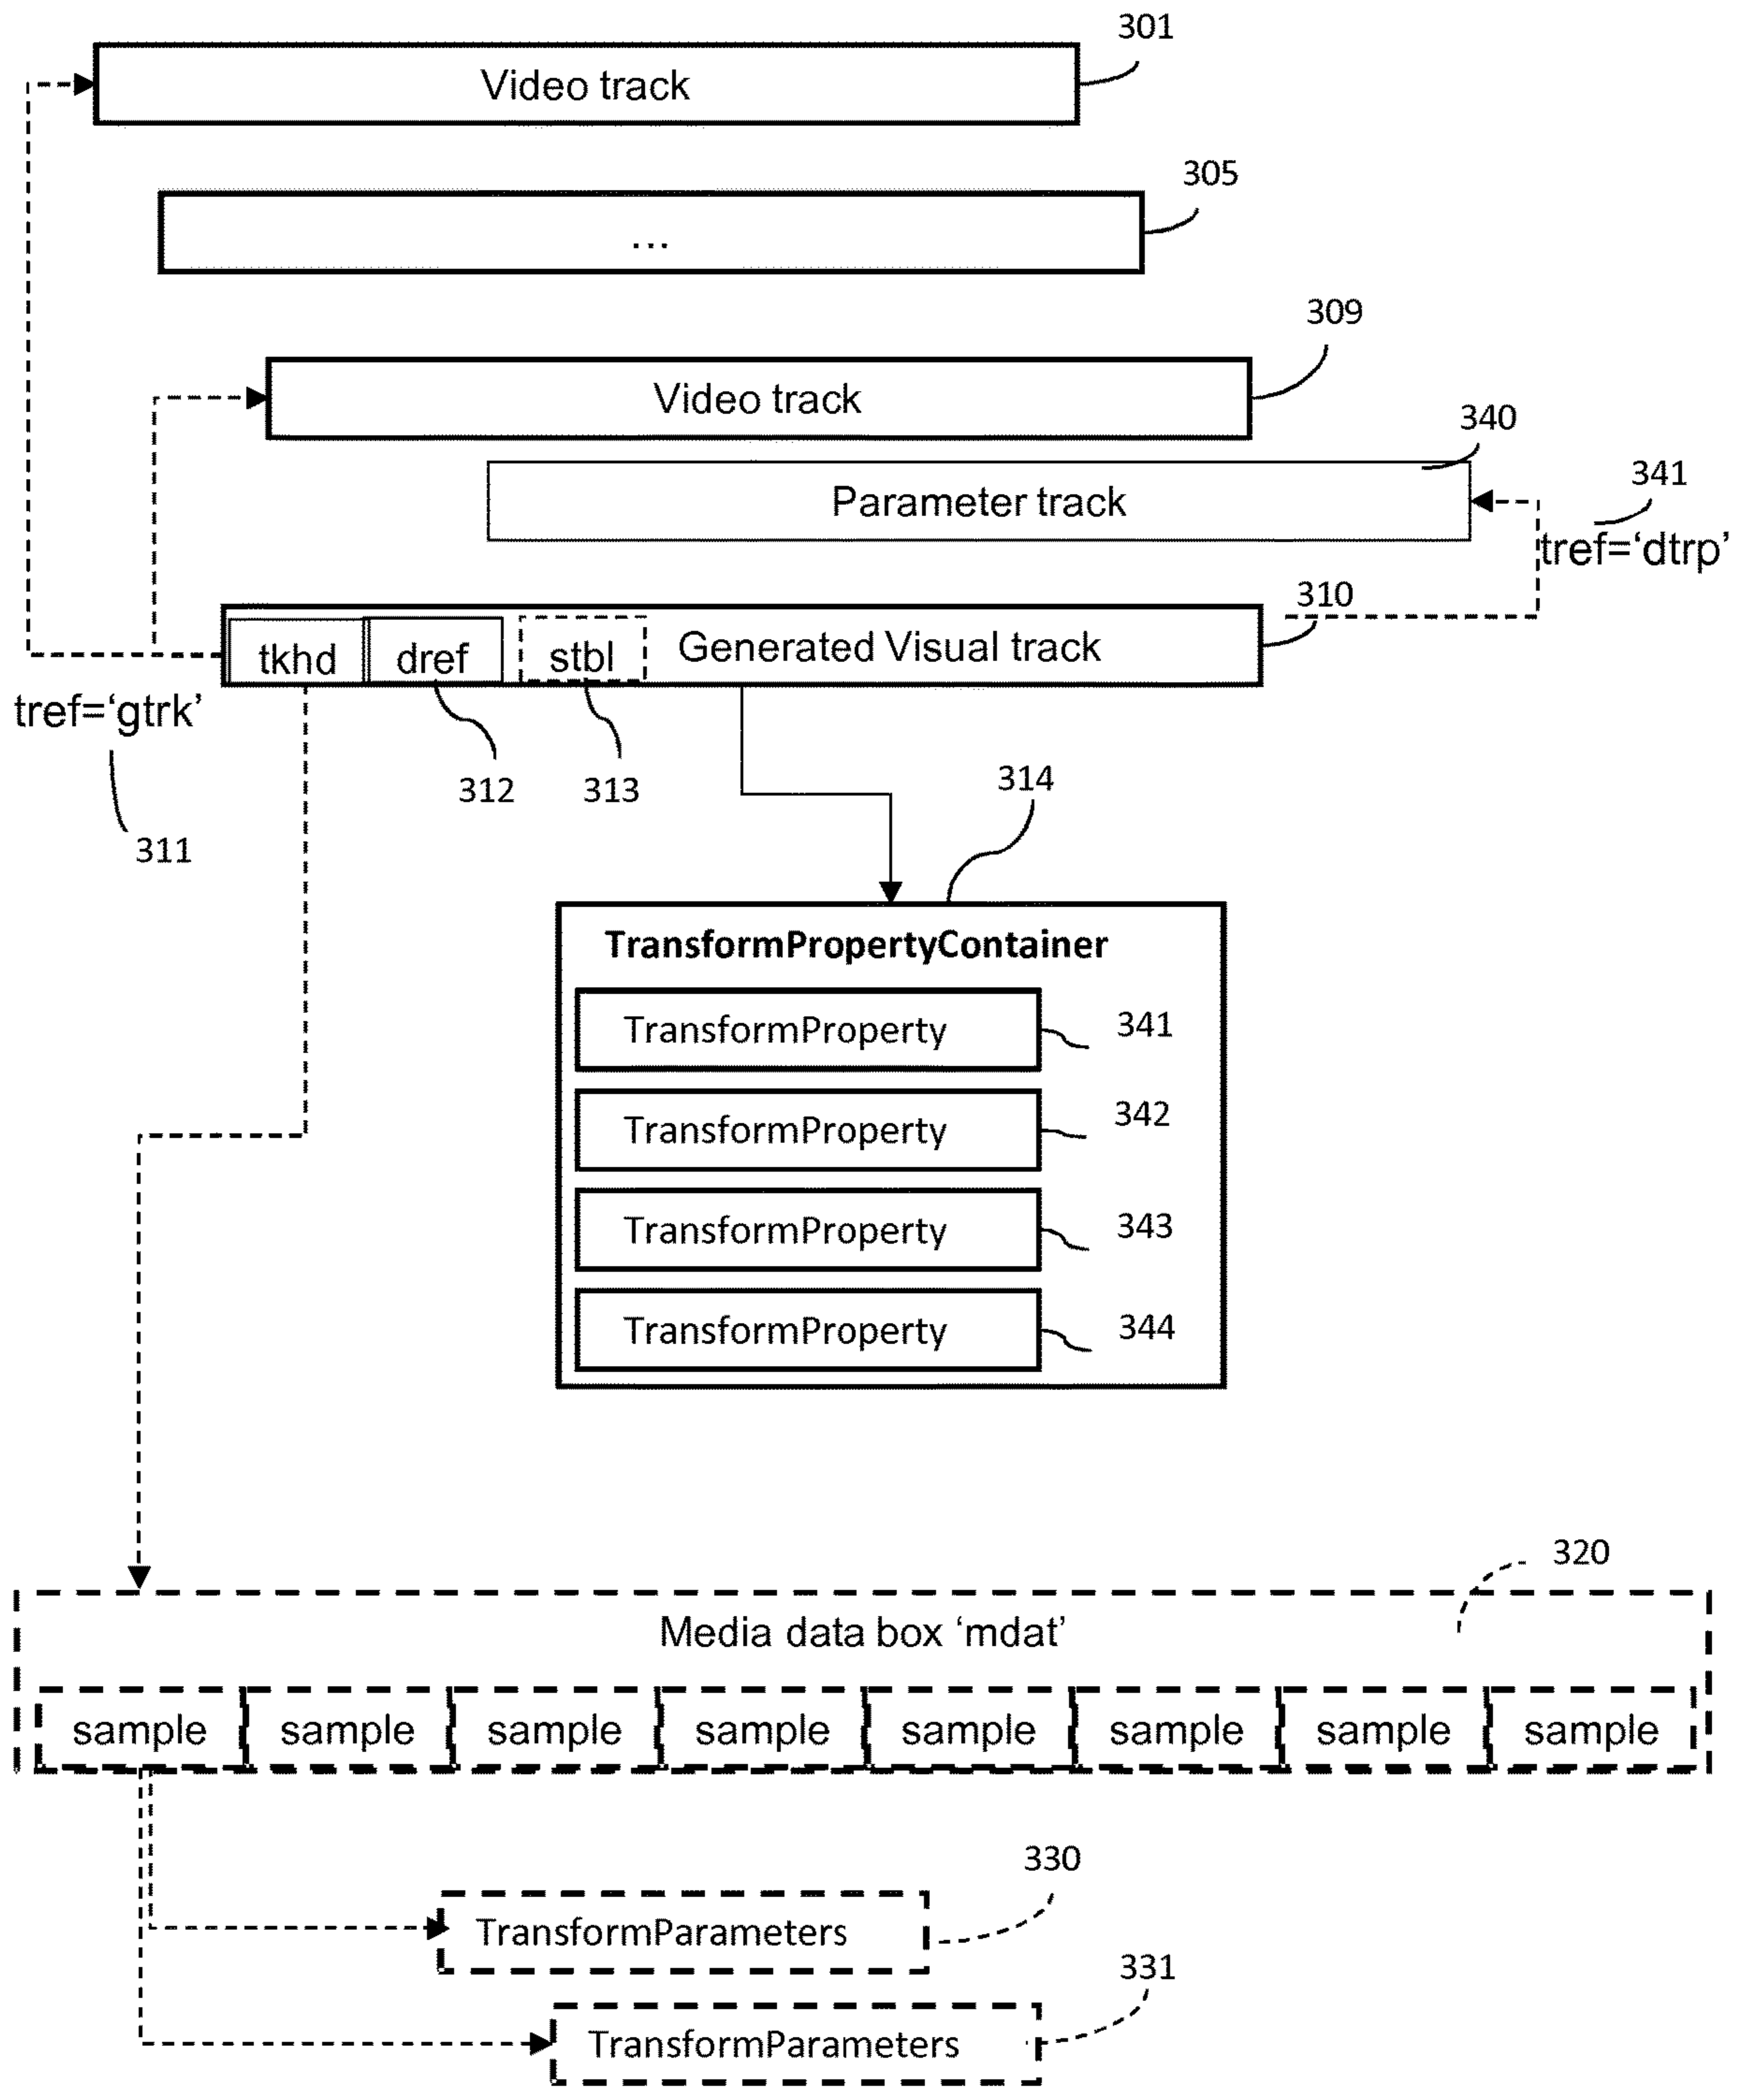 301
Video track
305
...
309
Video track
340
341
Parameter track
tref=‘dtrp’
310
tkhd dref stbl Generated Visual track
tref=‘gtrk’
312 313 314
311
TransformPropertyContainer
TransformProperty 341
TransformProperty 342
TransformProperty 343
TransformProperty 344
320
Media data box ‘mdat’
sample sample sample sample sample sample sample sample
330
TransformParameters
331
TransformParameters